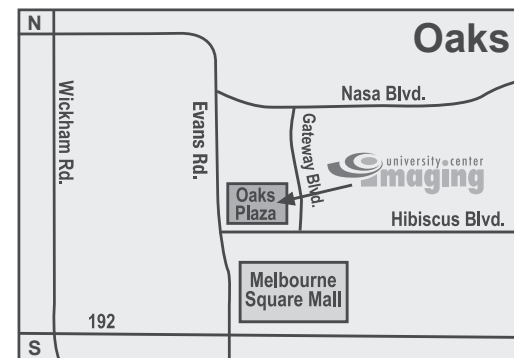 N
Oaks
Wickham Rd.
Evans Rd.
Nasa Blvd.
Gateway Blvd.
university center
imaging
Oaks
Plaza
Hibiscus Blvd.
Melbourne
Square Mall
192
S